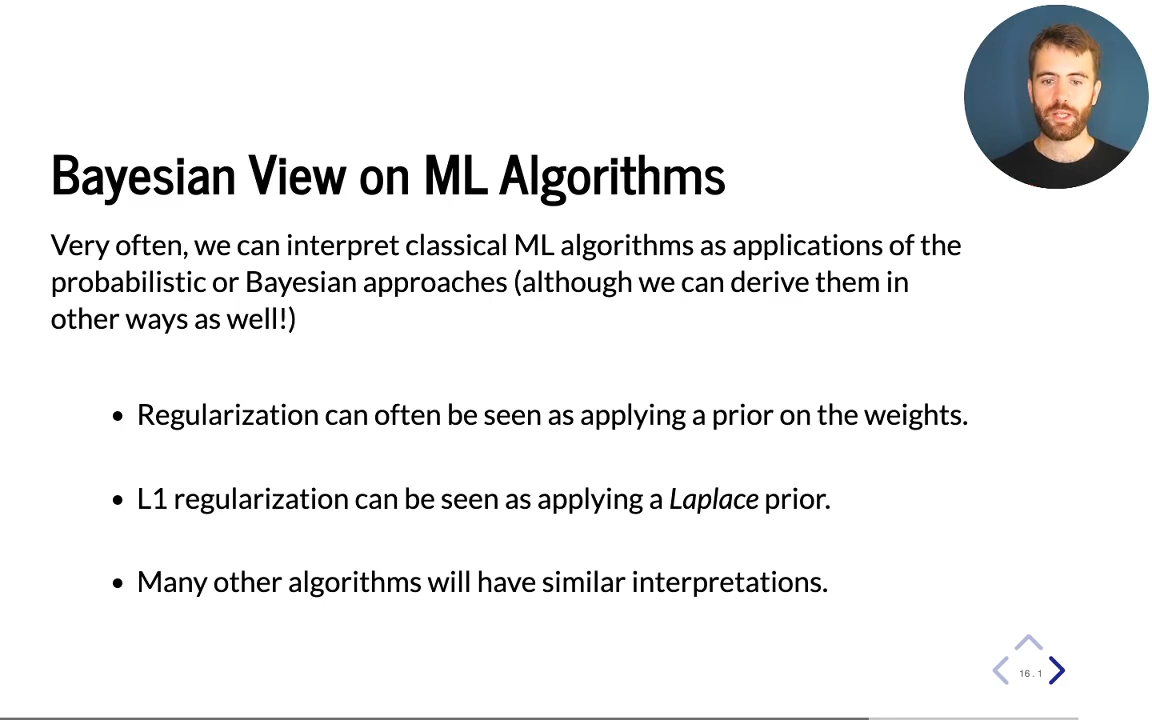 Bayesian View on ML Algorithms
Very often, we can interpret classical ML algorithms as applications of the
probabilistic or Bayesian approaches (although we can derive them in
other ways as well!)
• Regularization can often be seen as applying a prior on the weights.
• L1 regularization can be seen as applying a Laplace prior.
• Many other algorithms will have similar interpretations.
16.1